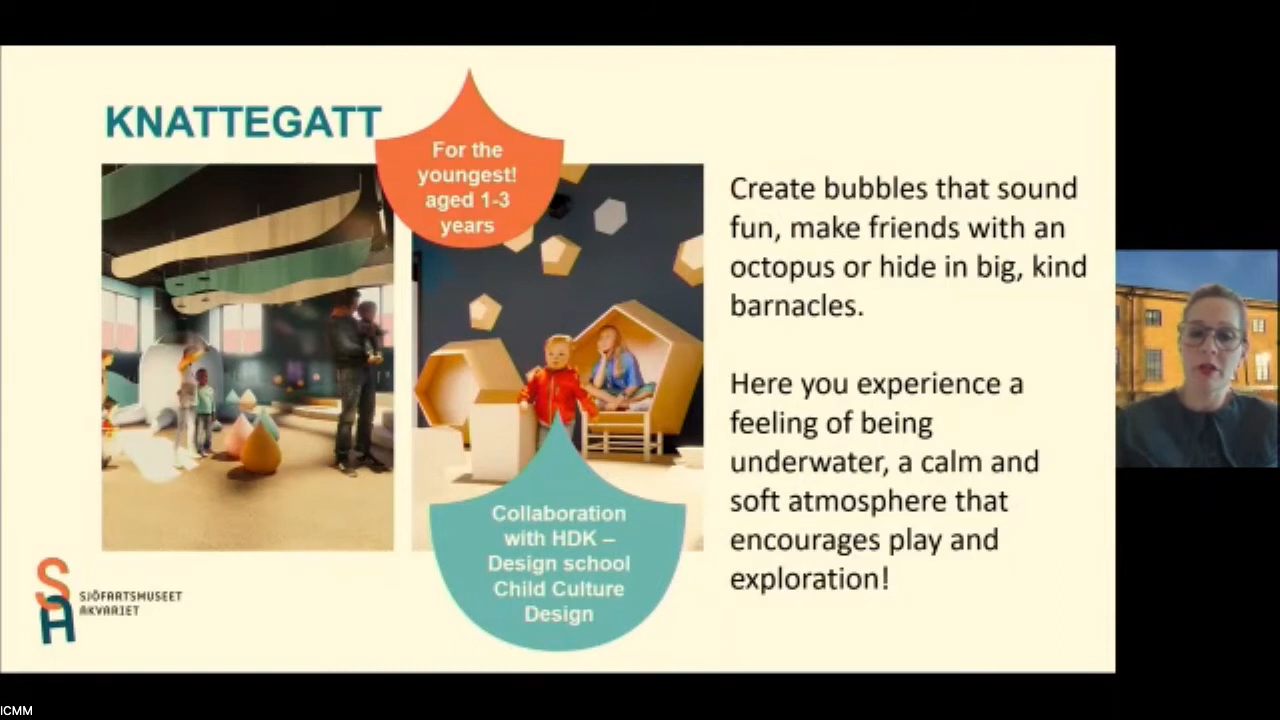 KNATTEGATT
For the
youngest!
aged 1-3
years
Create bubbles that sound
fun, make friends with an
octopus or hide in big, kind
barnacles.
Here you experience a
feeling of being
underwater, a calm and
soft atmosphere that
encourages play and
exploration!
Collaboration
with HDK –
Design school
Child Culture
Design
SH
SJÖFARTSMUSEET
AKVARIET
ICMM